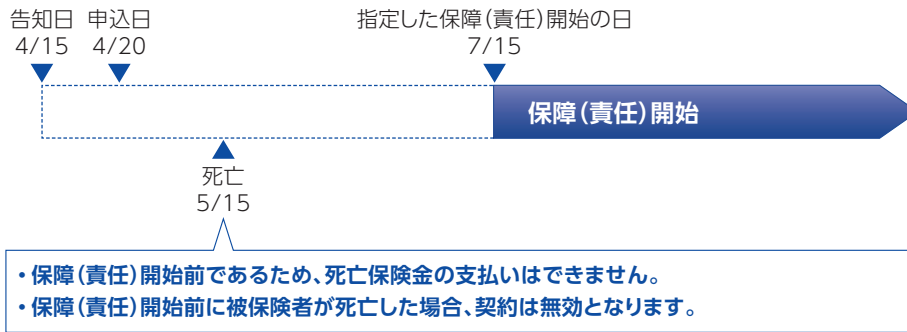 告知日 申込日 指定した保障(責任)開始の日
4/15 4/20 7/15
保障(責任)開始
死亡
5/15
・保障(責任)開始前であるため、死亡保険金の支払いはできません。
・保障(責任)開始前に被保険者が死亡した場合、契約は無効となります。